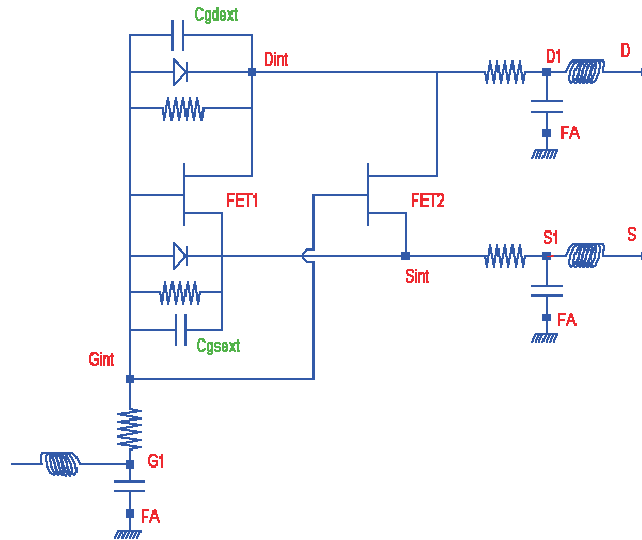 Cgdext
Dint
D1
D
FA
FET1
FET2
S1
S
Sint
FA
Cgsext
Gint
G1
FA